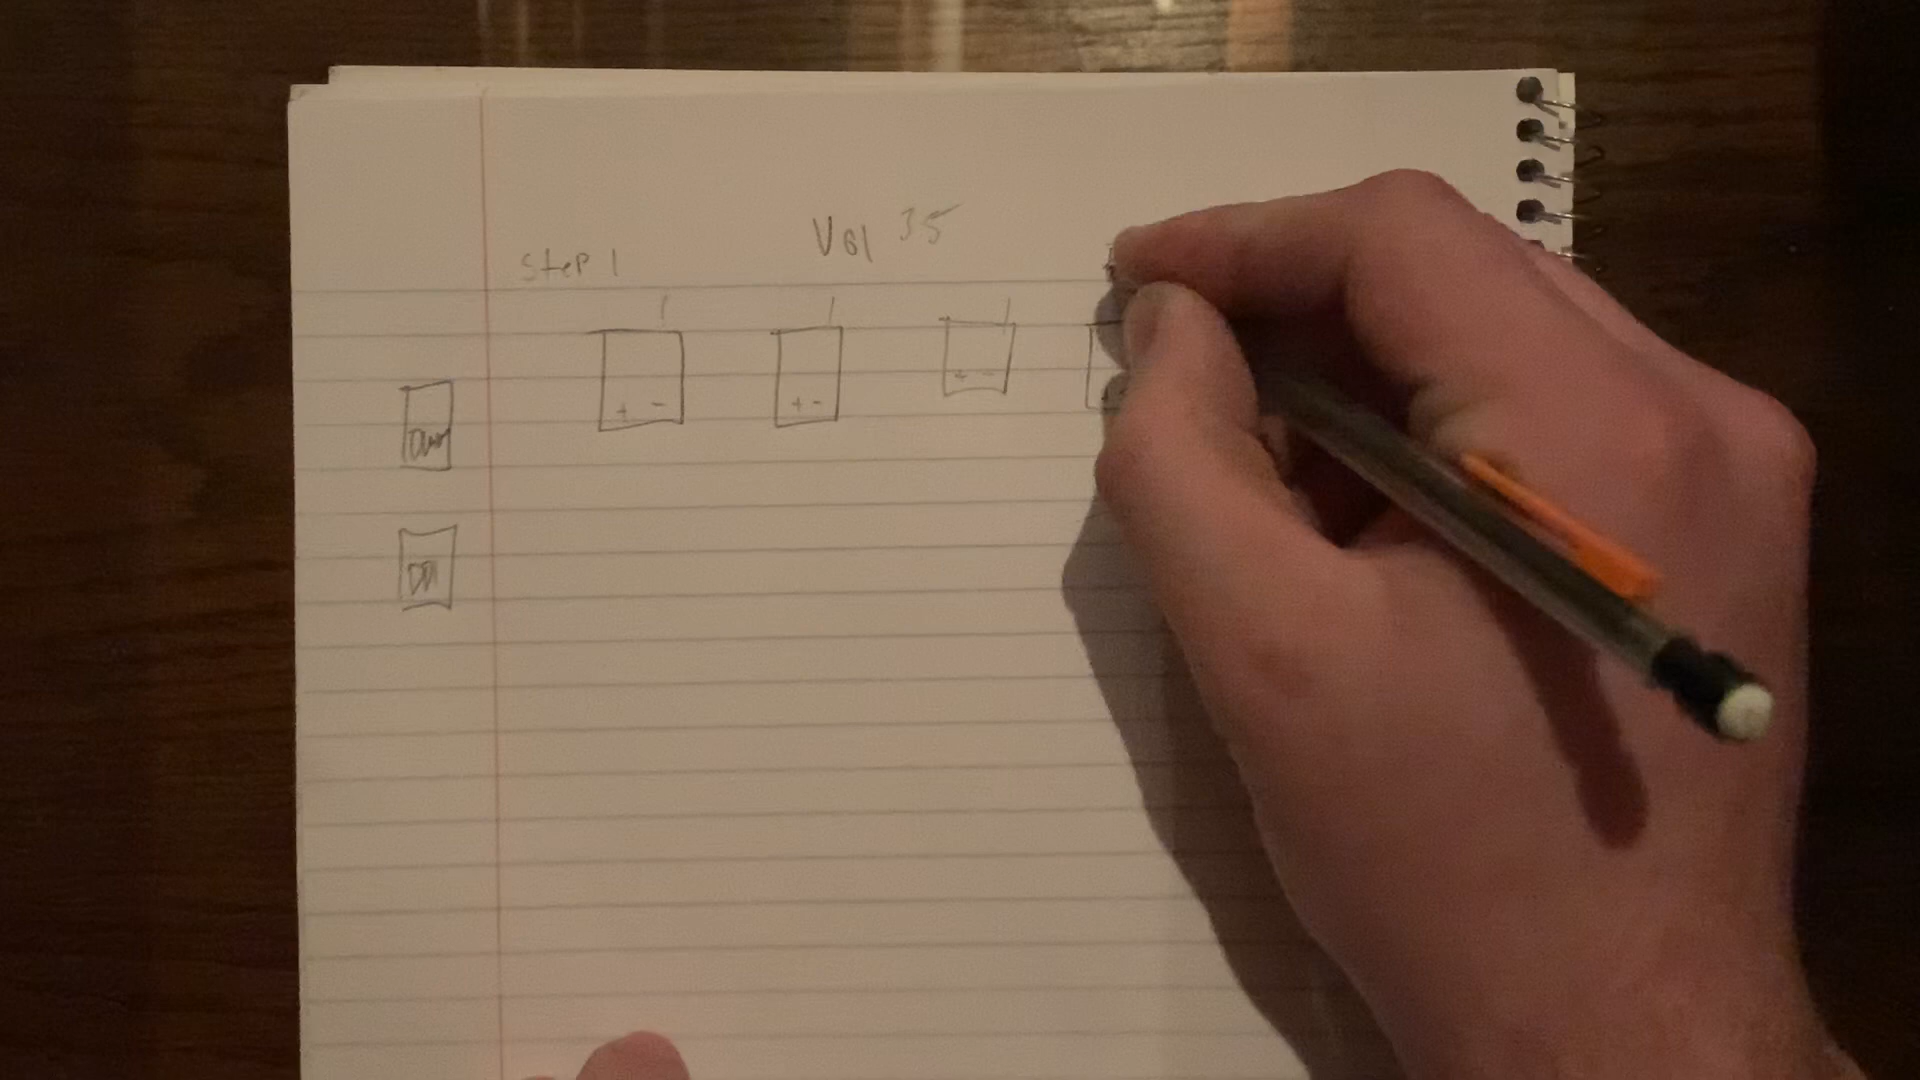 Vol 35
Step 1
+ - + - + - +